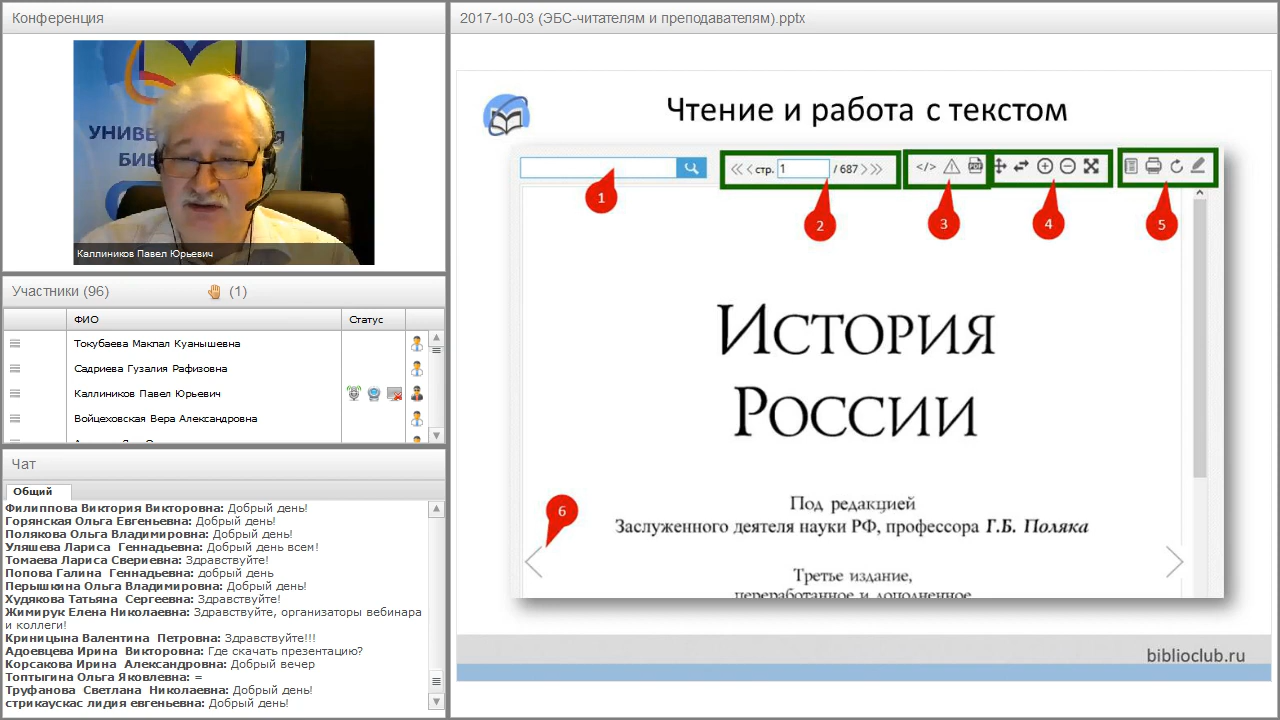 Конференция
УНИВЕ
БИБ
Каллиников Павел Юрьевич
Участники (96)
(1)
ФИО
Статус
Токубаева Макпал Куанышевна
Садриева Гузалия Рафизовна
Каллиников Павел Юрьевич
Войцеховская Вера Александровна
Чат
Общий
Филиппова Виктория Викторовна: Добрый день!
Горянская Ольга Евгеньевна: Добрый день!
Полякова Ольга Владимировна: Добрый день!
Уляшева Лариса Геннадьевна: Добрый день всем!
Томаева Лариса Свериевна: Здравствуйте!
Попова Галина Геннадьевна: добрый день
Перышкина Ольга Владимировна: Добрый день!
Худякова Татьяна Сергеевна: Здравствуйте!
Жимирук Елена Николаевна: Здравствуйте, организаторы вебинара
и коллеги!
Криницына Валентина Петровна: Здравствуйте!!!
Адоевцева Ирина Викторовна: Где скачать презентацию?
Корсакова Ирина Александровна: Добрый вечер
Топтыгина Ольга Яковлевна: =
Труфанова Светлана Николаевна: Добрый день!
стрикаускас лидия евгеньевна: Добрый день!
2017-10-03 (ЭБС-читателям и преподавателям).pptx
Чтение и работа с текстом
стр. 1 / 687
</>
PDF
1
2
3
4
5
История
России
6
Под редакцией
Заслуженного деятеля науки РФ, профессора Г.Б. Поляка
Третье издание,
переработанное и дополненное
biblioclub.ru